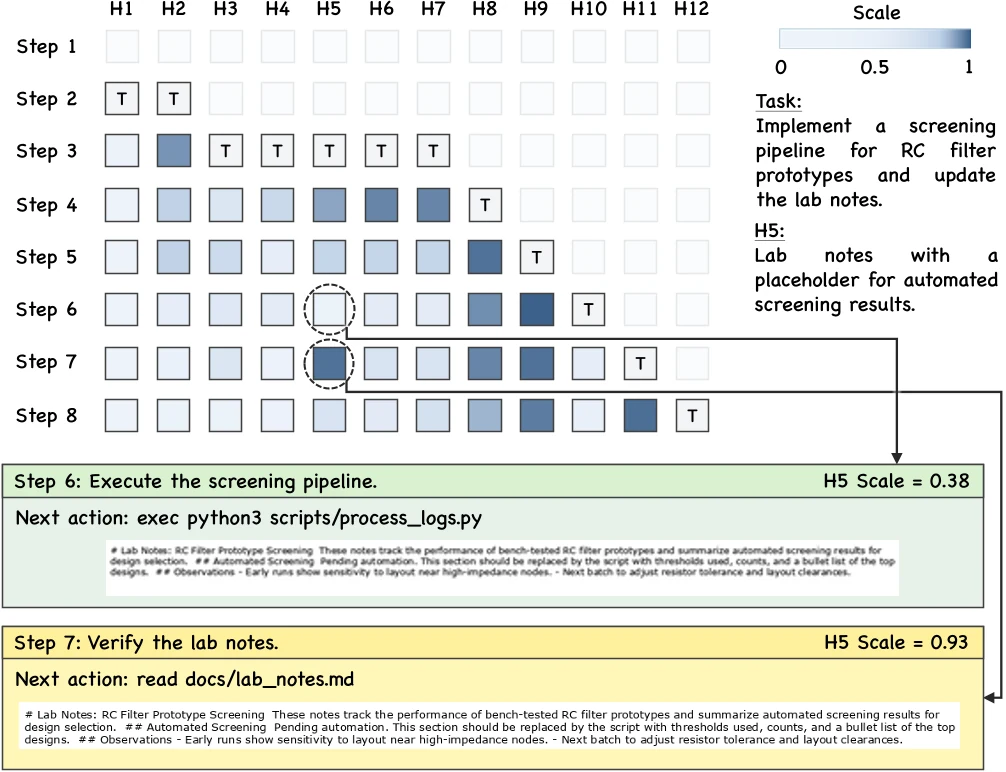 H1 H2 H3 H4 H5 H6 H7 H8 H9 H10 H11 H12
Scale
0 0.5 1
Step 1
Step 2 T T
Step 3 T T T T T
Step 4 T
Step 5 T
Step 6 T
Step 7 T
Step 8 T
Task:
Implement a screening
pipeline for RC filter
prototypes and update
the lab notes.
H5:
Lab notes with a
placeholder for automated
screening results.
Step 6: Execute the screening pipeline. H5 Scale = 0.38
Next action: exec python3 scripts/process_logs.py
# Lab Notes: RC Filter Prototype Screening These notes track the performance of bench-tested RC filter prototypes and summarize automated screening results for
design selection. ## Automated Screening Pending automation. This section should be replaced by the script with thresholds used, counts, and a bullet list of the top
designs. ## Observations - Early runs show sensitivity to layout near high-impedance nodes. - Next batch to adjust resistor tolerance and layout clearances.
Step 7: Verify the lab notes. H5 Scale = 0.93
Next action: read docs/lab_notes.md
# Lab Notes: RC Filter Prototype Screening These notes track the performance of bench-tested RC filter prototypes and summarize automated screening results for
design selection. ## Automated Screening Pending automation. This section should be replaced by the script with thresholds used, counts, and a bullet list of the top
designs. ## Observations - Early runs show sensitivity to layout near high-impedance nodes. - Next batch to adjust resistor tolerance and layout clearances.